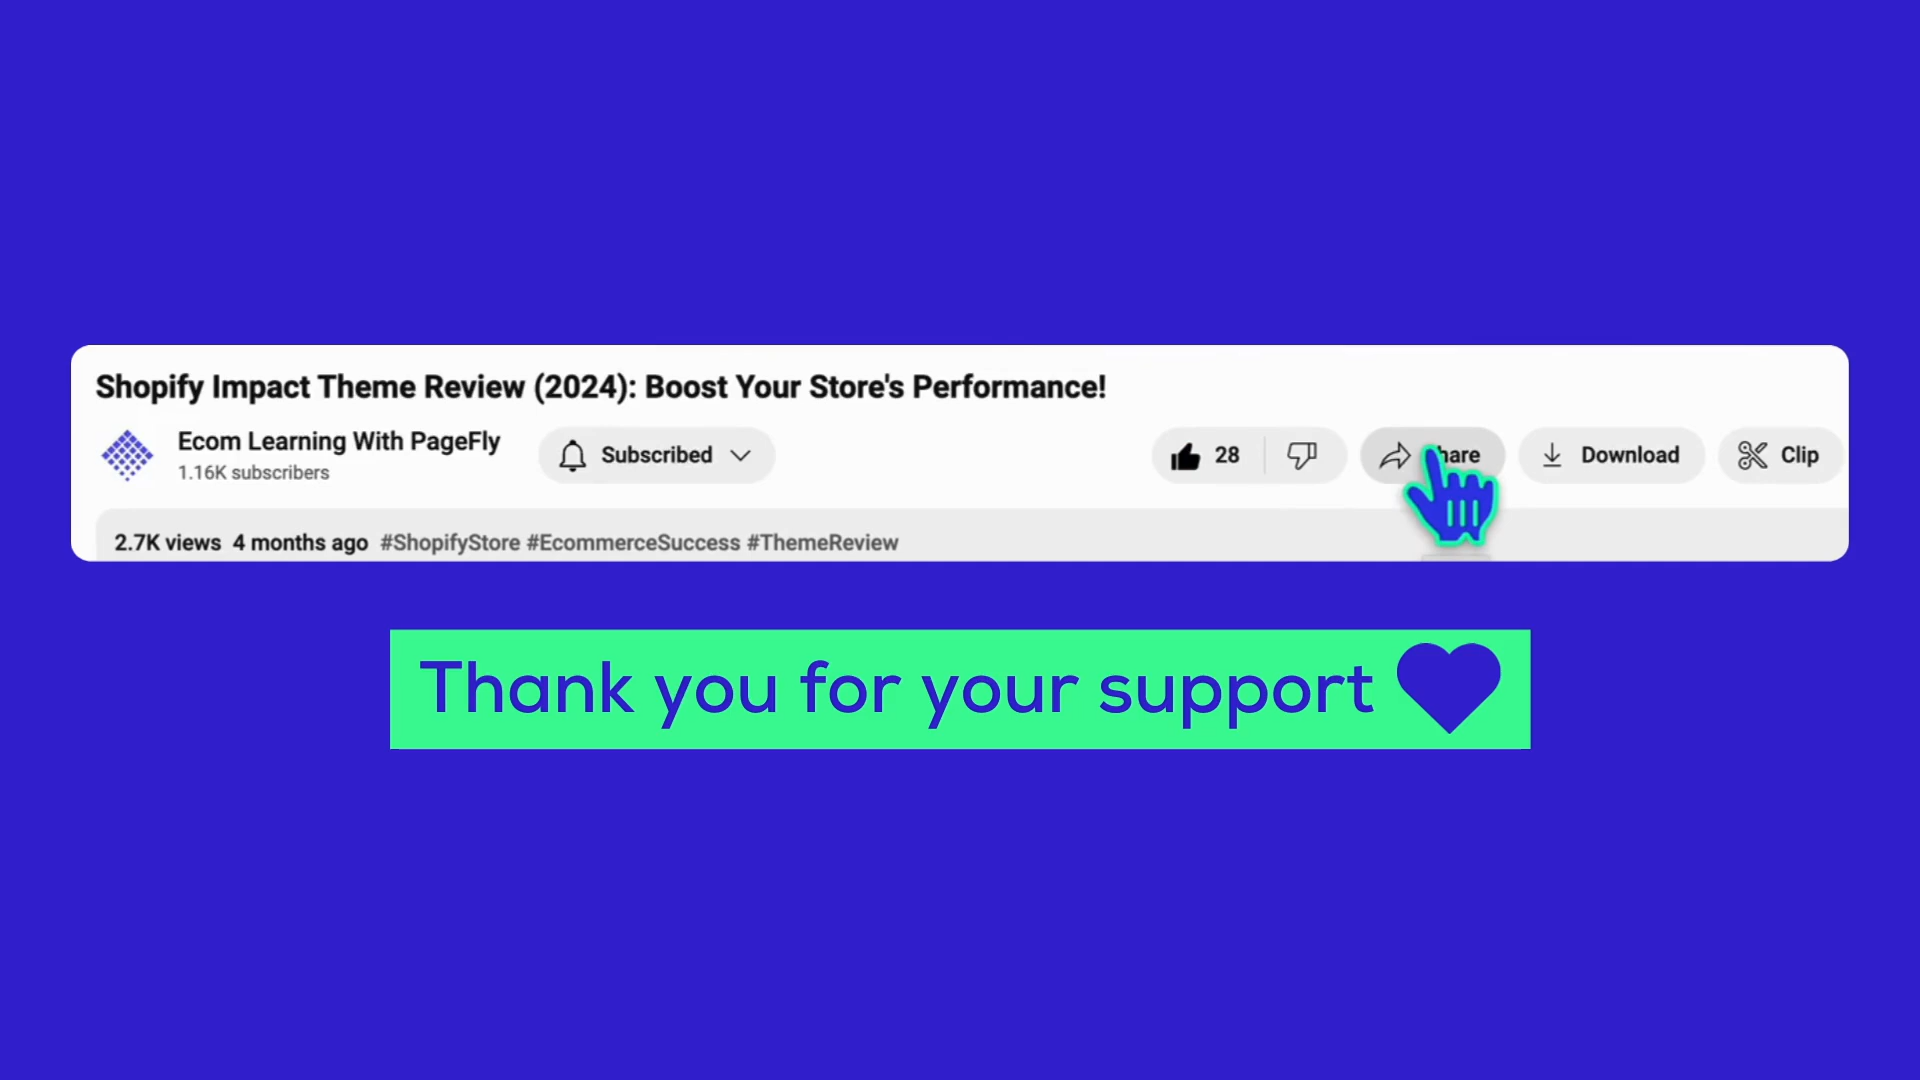 Shopify Impact Theme Review (2024): Boost Your Store's Performance!
Ecom Learning With PageFly
1.16K subscribers
Subscribed
28
hare
Download
Clip
2.7K views 4 months ago #ShopifyStore #EcommerceSuccess #ThemeReview
Thank you for your support